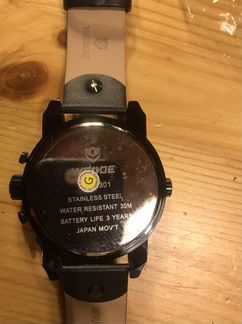 WEIDE
301
STAINLESS STEEL
WATER RESISTANT 30M
BATTERY LIFE 3 YEARS
JAPAN MOV'T